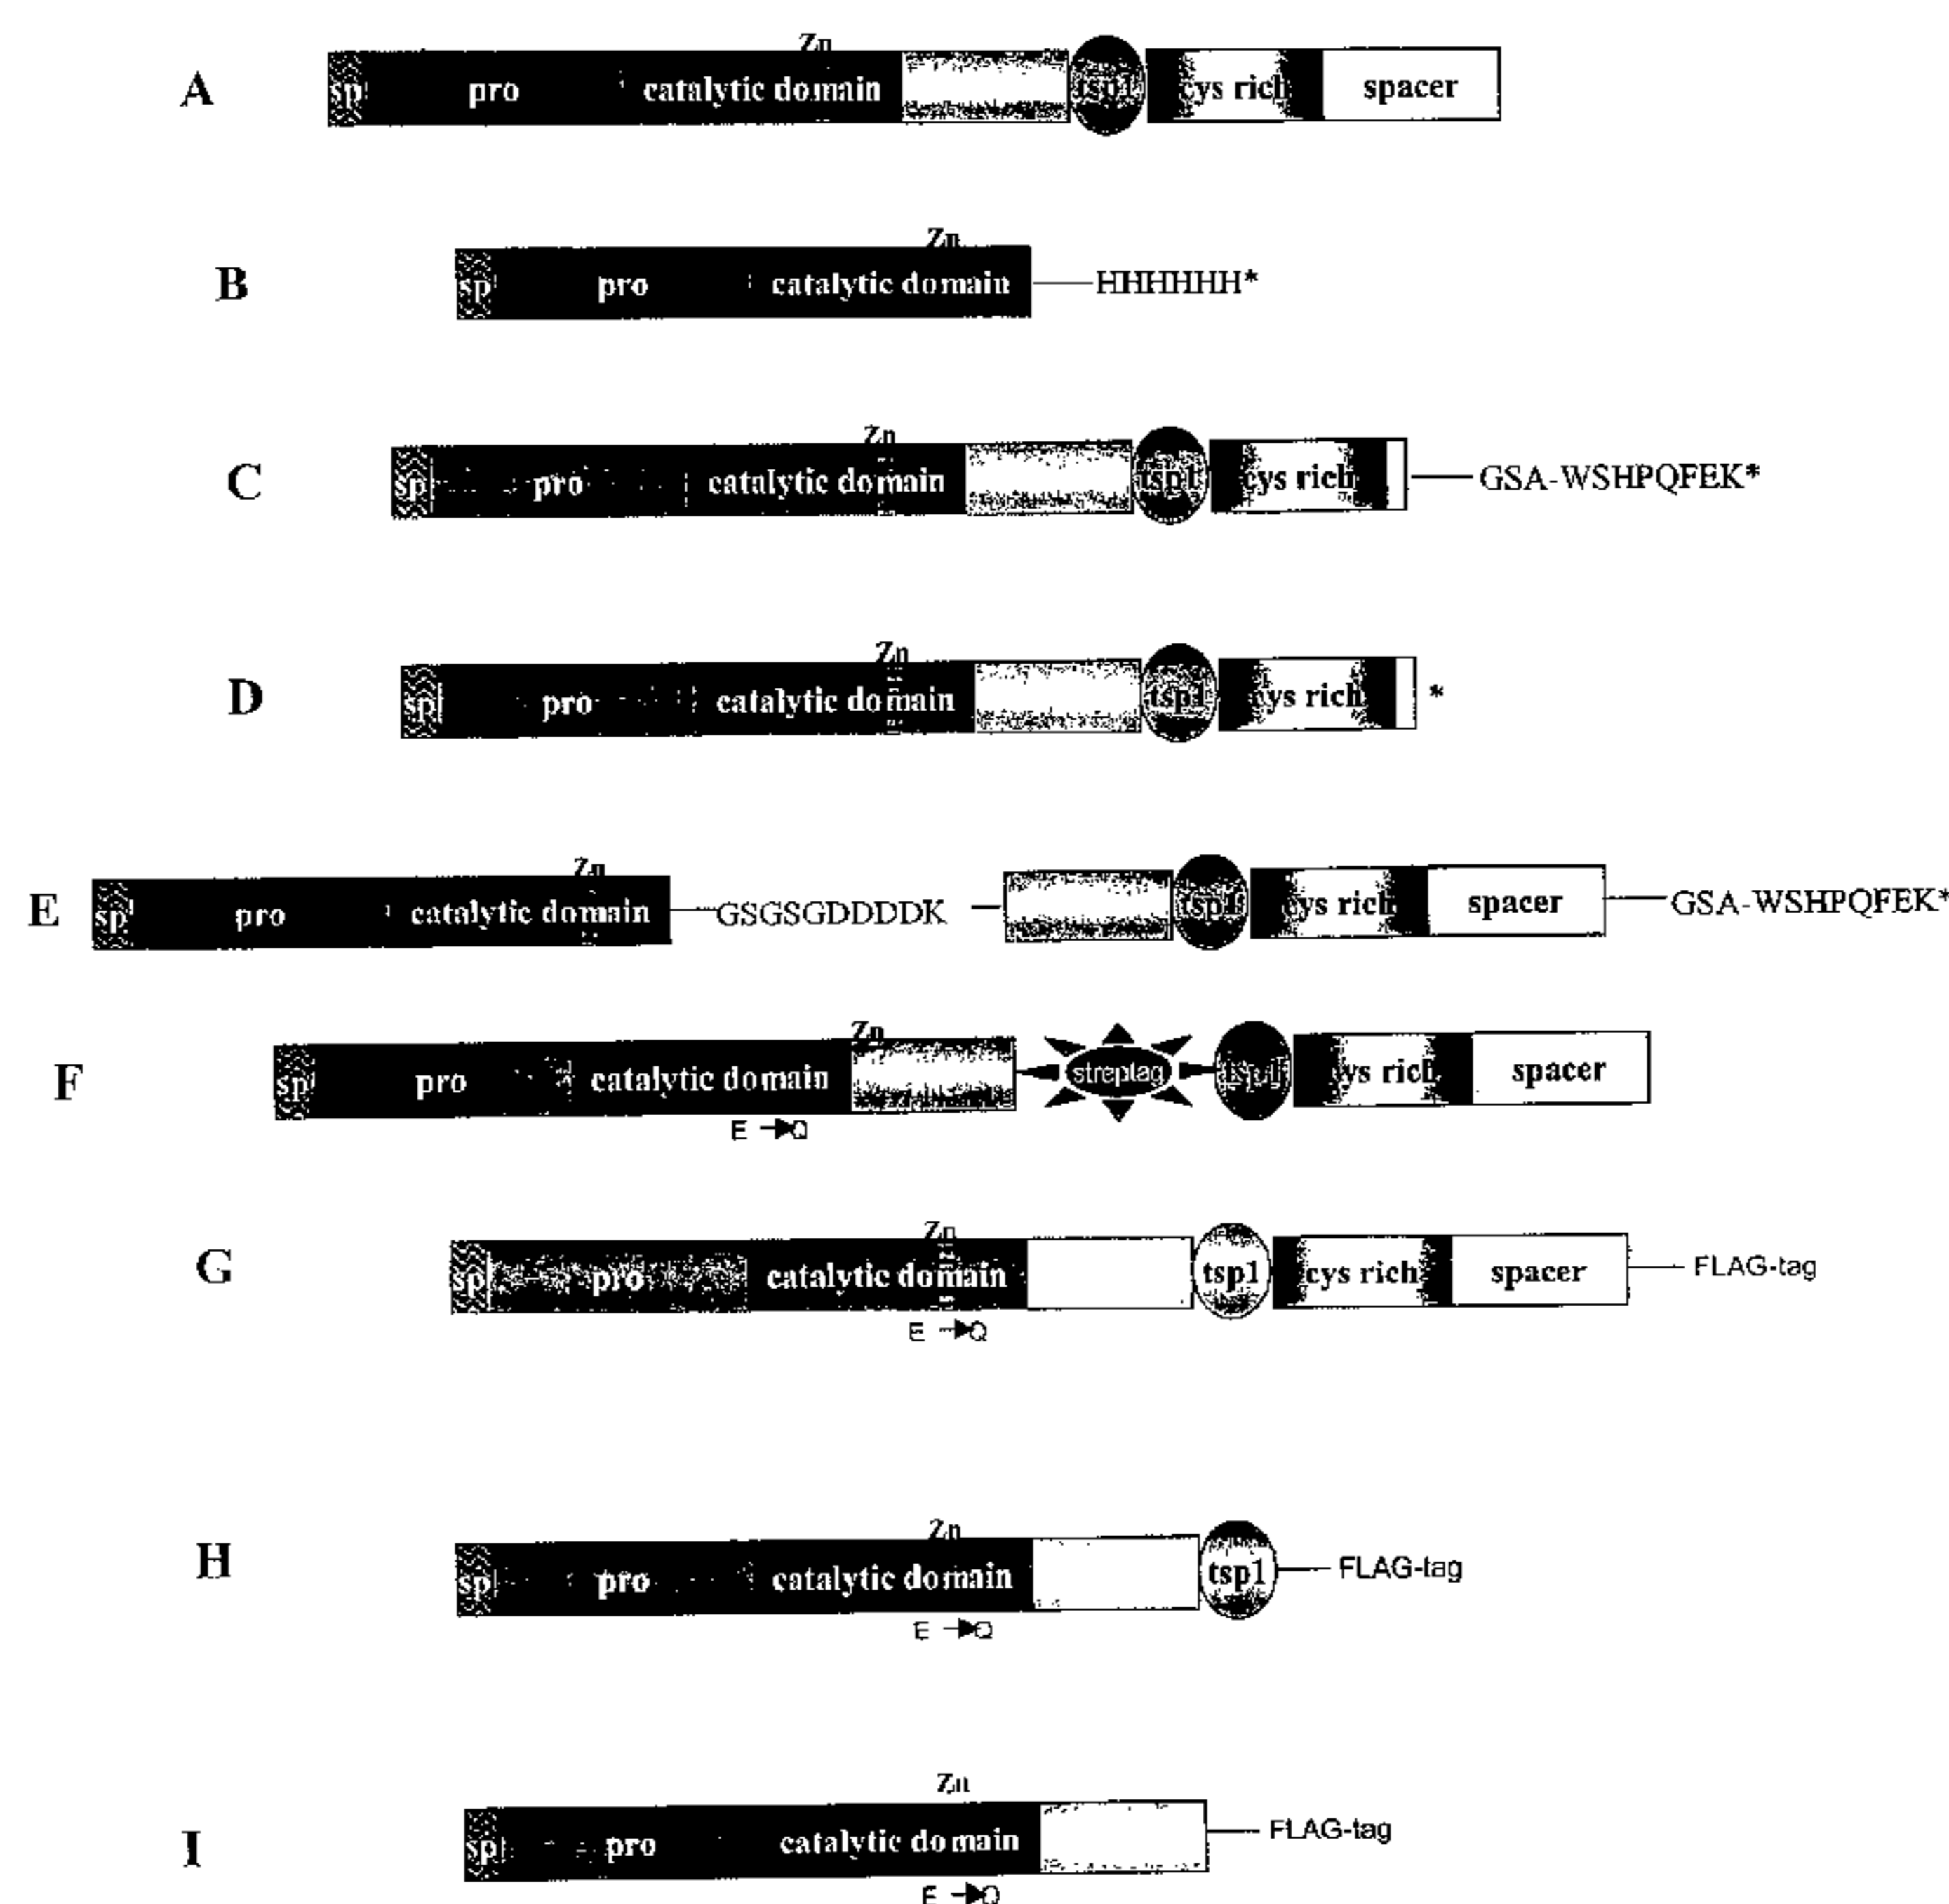 Zn
A sp pro catalytic domain tsp1 cys rich spacer
Zn
B sp pro catalytic domain HHHHHH*
Zn
C sp pro catalytic domain tsp1 cys rich GSA-WSHPQFEK*
Zn
D sp pro catalytic domain tsp1 cys rich *
Zn
E sp pro catalytic domain GSGSGDDDDK tsp1 cys rich spacer GSA-WSHPQFEK*
Zn
F sp pro catalytic domain streptag tsp1 cys rich spacer
E Q
Zn
G sp pro catalytic domain tsp1 cys rich spacer FLAG-tag
E Q
Zn
H sp pro catalytic domain tsp1 FLAG-tag
E Q
Zn
I sp pro catalytic domain FLAG-tag
E Q